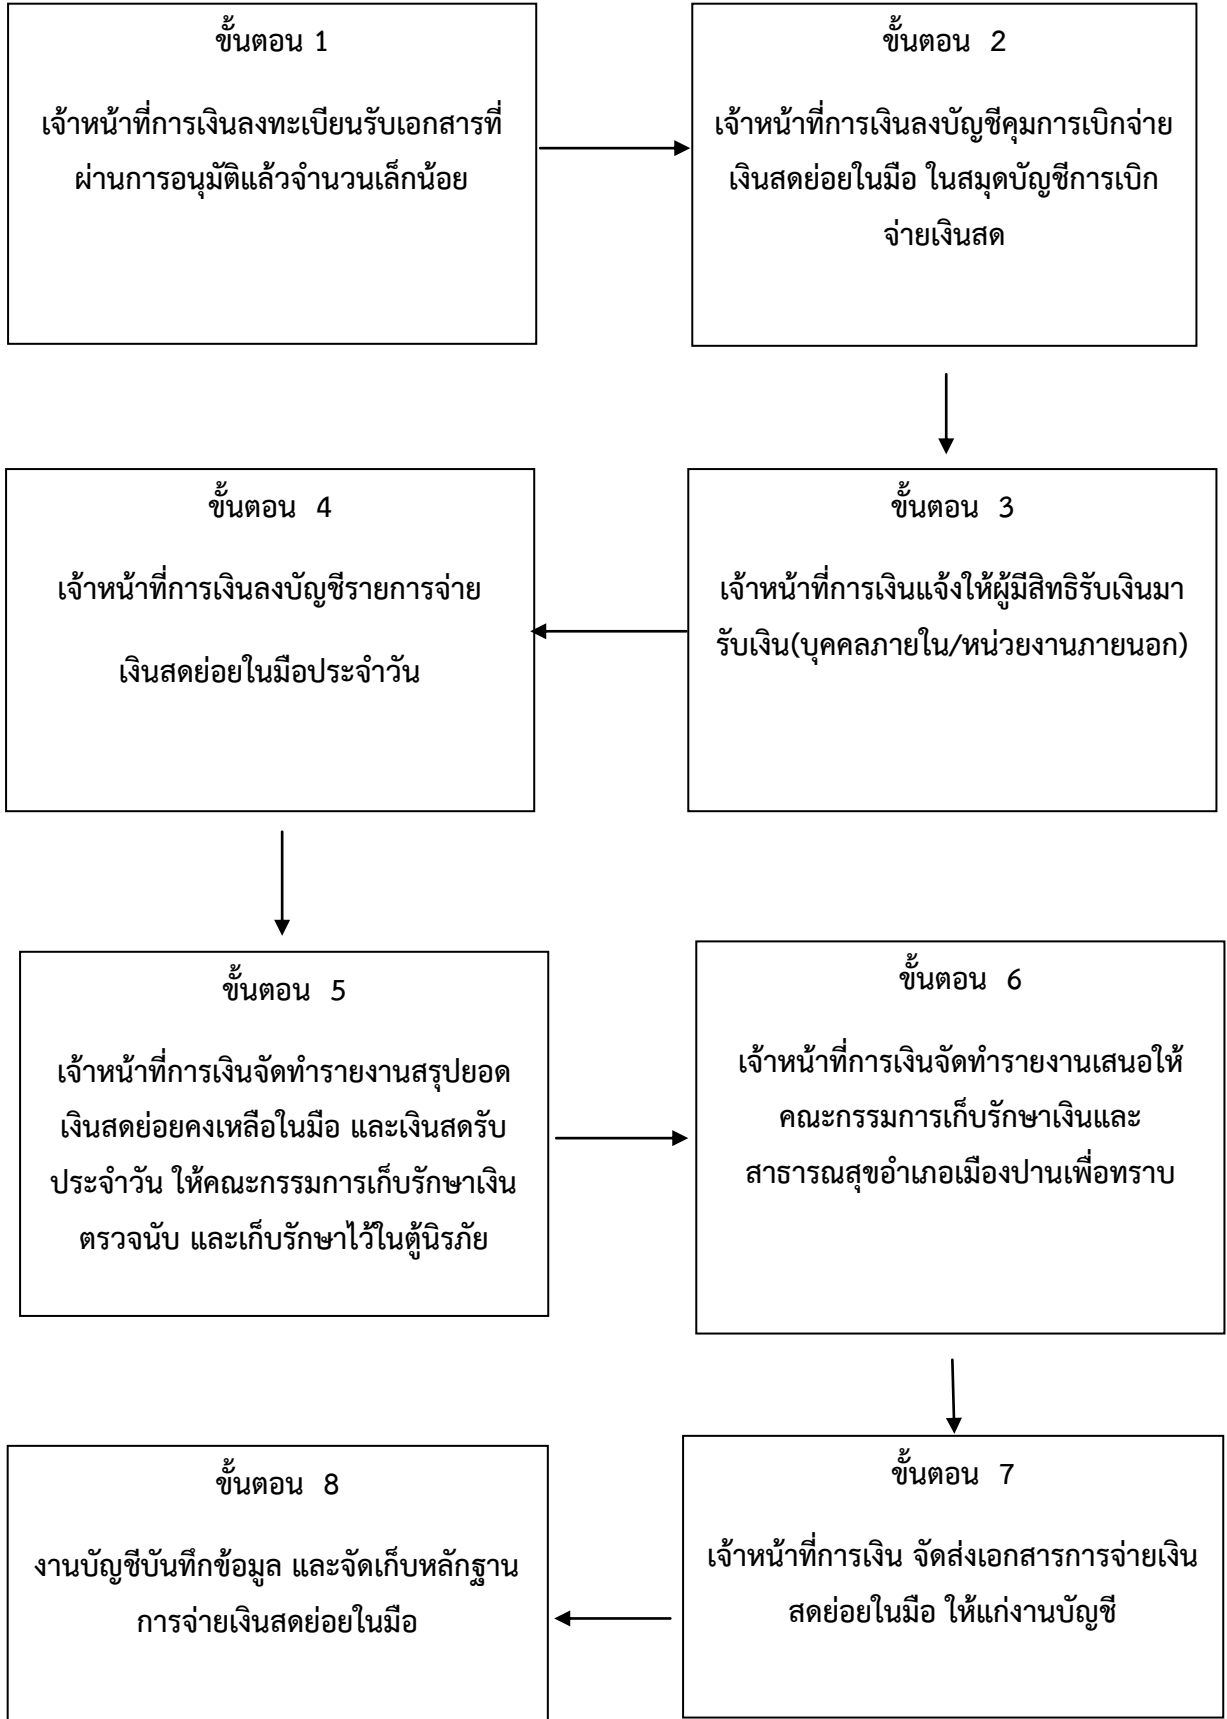 ขั้นตอน 1
เจ้าหน้าที่การเงินลงทะเบียนรับเอกสารที่
ผ่านการอนุมัติแล้วจำนวนเล็กน้อย
ขั้นตอน 2
เจ้าหน้าที่การเงินลงบัญชีคุมการเบิกจ่าย
เงินสดย่อยในมือ ในสมุดบัญชีการเบิก
จ่ายเงินสด
ขั้นตอน 3
เจ้าหน้าที่การเงินแจ้งให้ผู้มีสิทธิรับเงินมา
รับเงิน(บุคคลภายใน/หน่วยงานภายนอก)
ขั้นตอน 4
เจ้าหน้าที่การเงินลงบัญชีรายการจ่าย
เงินสดย่อยในมือประจำวัน
ขั้นตอน 5
เจ้าหน้าที่การเงินจัดทำรายงานสรุปยอด
เงินสดย่อยคงเหลือในมือ และเงินสดรับ
ประจำวัน ให้คณะกรรมการเก็บรักษาเงิน
ตรวจนับ และเก็บรักษาไว้ในตู้นิรภัย
ขั้นตอน 6
เจ้าหน้าที่การเงินจัดทำรายงานเสนอให้
คณะกรรมการเก็บรักษาเงินและ
สาธารณสุขอำเภอเมืองปานเพื่อทราบ
ขั้นตอน 7
เจ้าหน้าที่การเงิน จัดส่งเอกสารการจ่ายเงิน
สดย่อยในมือ ให้แก่งานบัญชี
ขั้นตอน 8
งานบัญชีบันทึกข้อมูล และจัดเก็บหลักฐาน
การจ่ายเงินสดย่อยในมือ